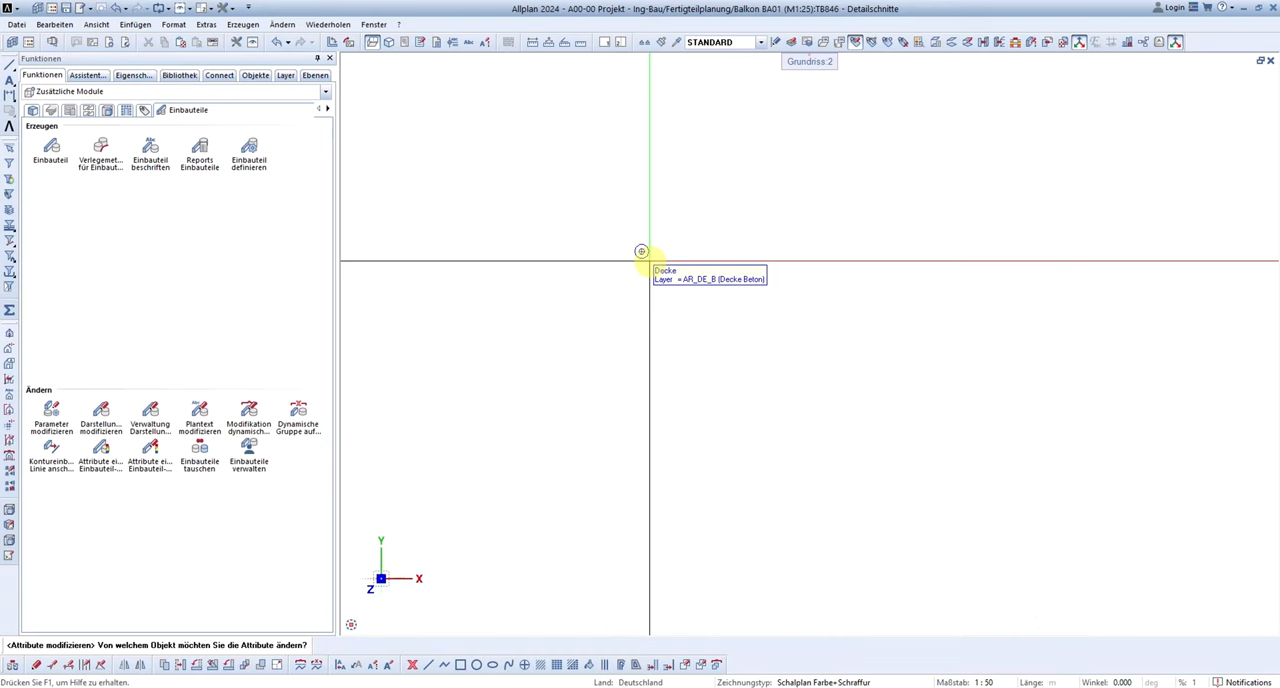 Allplan 2024 - A00-00 Projekt - Ing-Bau/Fertigteilplanung/Balkon BA01 (M1:25):TB846 - Detailschnitte
Login
Datei Bearbeiten Ansicht Einfügen Format Extras Erzeugen Ändern Wiederholen Fenster ?
STANDARD
Funktionen
Grundriss:2
Funktionen Assistent... Eigensch... Bibliothek Connect Objekte Layer Ebenen
Zusätzliche Module
Einbauteile
Erzeugen
Einbauteil Verlegemet... Einbauteil Reports Einbauteil
für Einbaut... beschriften Einbauteile definieren
Decke
Layer = AR_DE_B (Decke Beton)
Ändern
Parameter Darstellun... Verwaltung Plantext Modifikation Dynamische
modifizieren modifizieren Darstellun... modifizieren dynamisch... Gruppe auf...
Kontureinb... Attribute ei... Attribute ei... Einbauteile Einbauteile
Linie ansch... Einbauteil-... Einbauteil-... tauschen verwalten
Y
X
Z
<Attribute modifizieren> Von welchem Objekt möchten Sie die Attribute ändern?
Drücken Sie F1, um Hilfe zu erhalten. Land: Deutschland Zeichnungstyp: Schalplan Farbe+Schraffur Maßstab: 1 : 50 Länge: m Winkel: 0.000 deg %: 1 Notifications